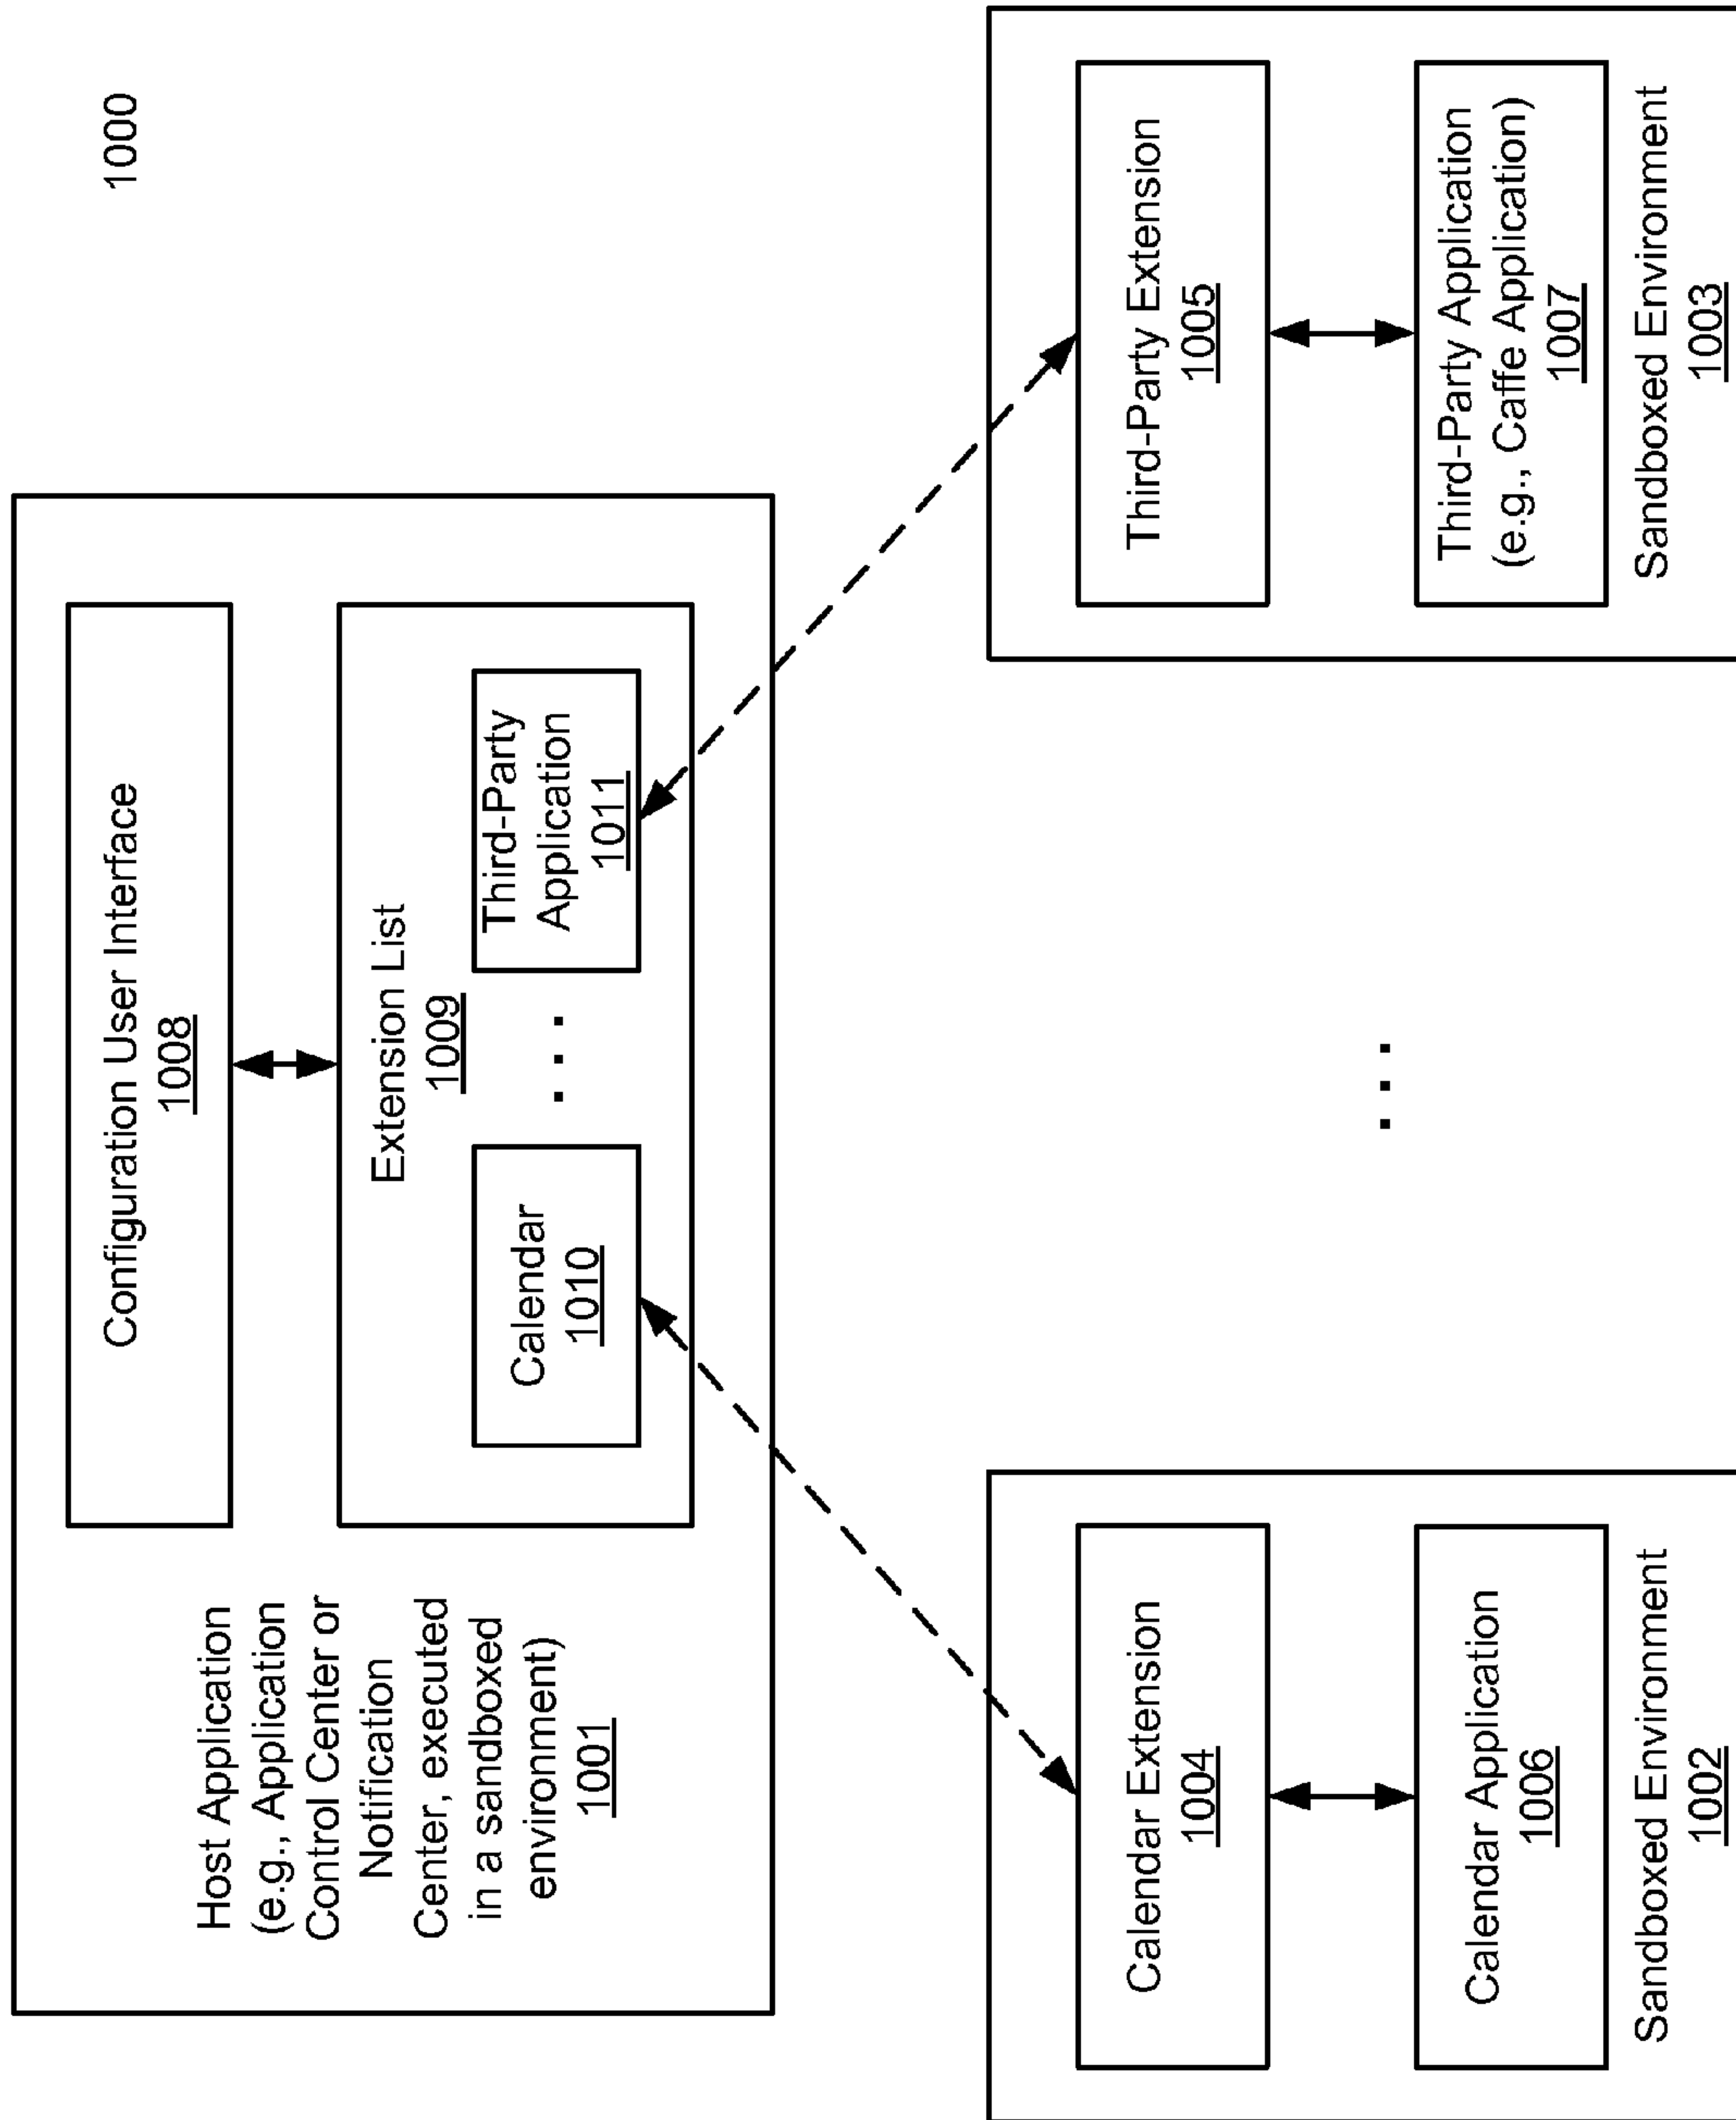 1000
Configuration User Interface
1008
Host Application
(e.g., Application
Control Center or
Notification
Center, executed
in a sandboxed
environment)
1001
Extension List
1009
Calendar
1010
. . .
Third-Party
Application
1011
Calendar Extension
1004
Calendar Application
1006
Sandboxed Environment
1002
. . .
Third-Party Extension
1005
Third-Party Application
(e.g., Caffe Application)
1007
Sandboxed Environment
1003